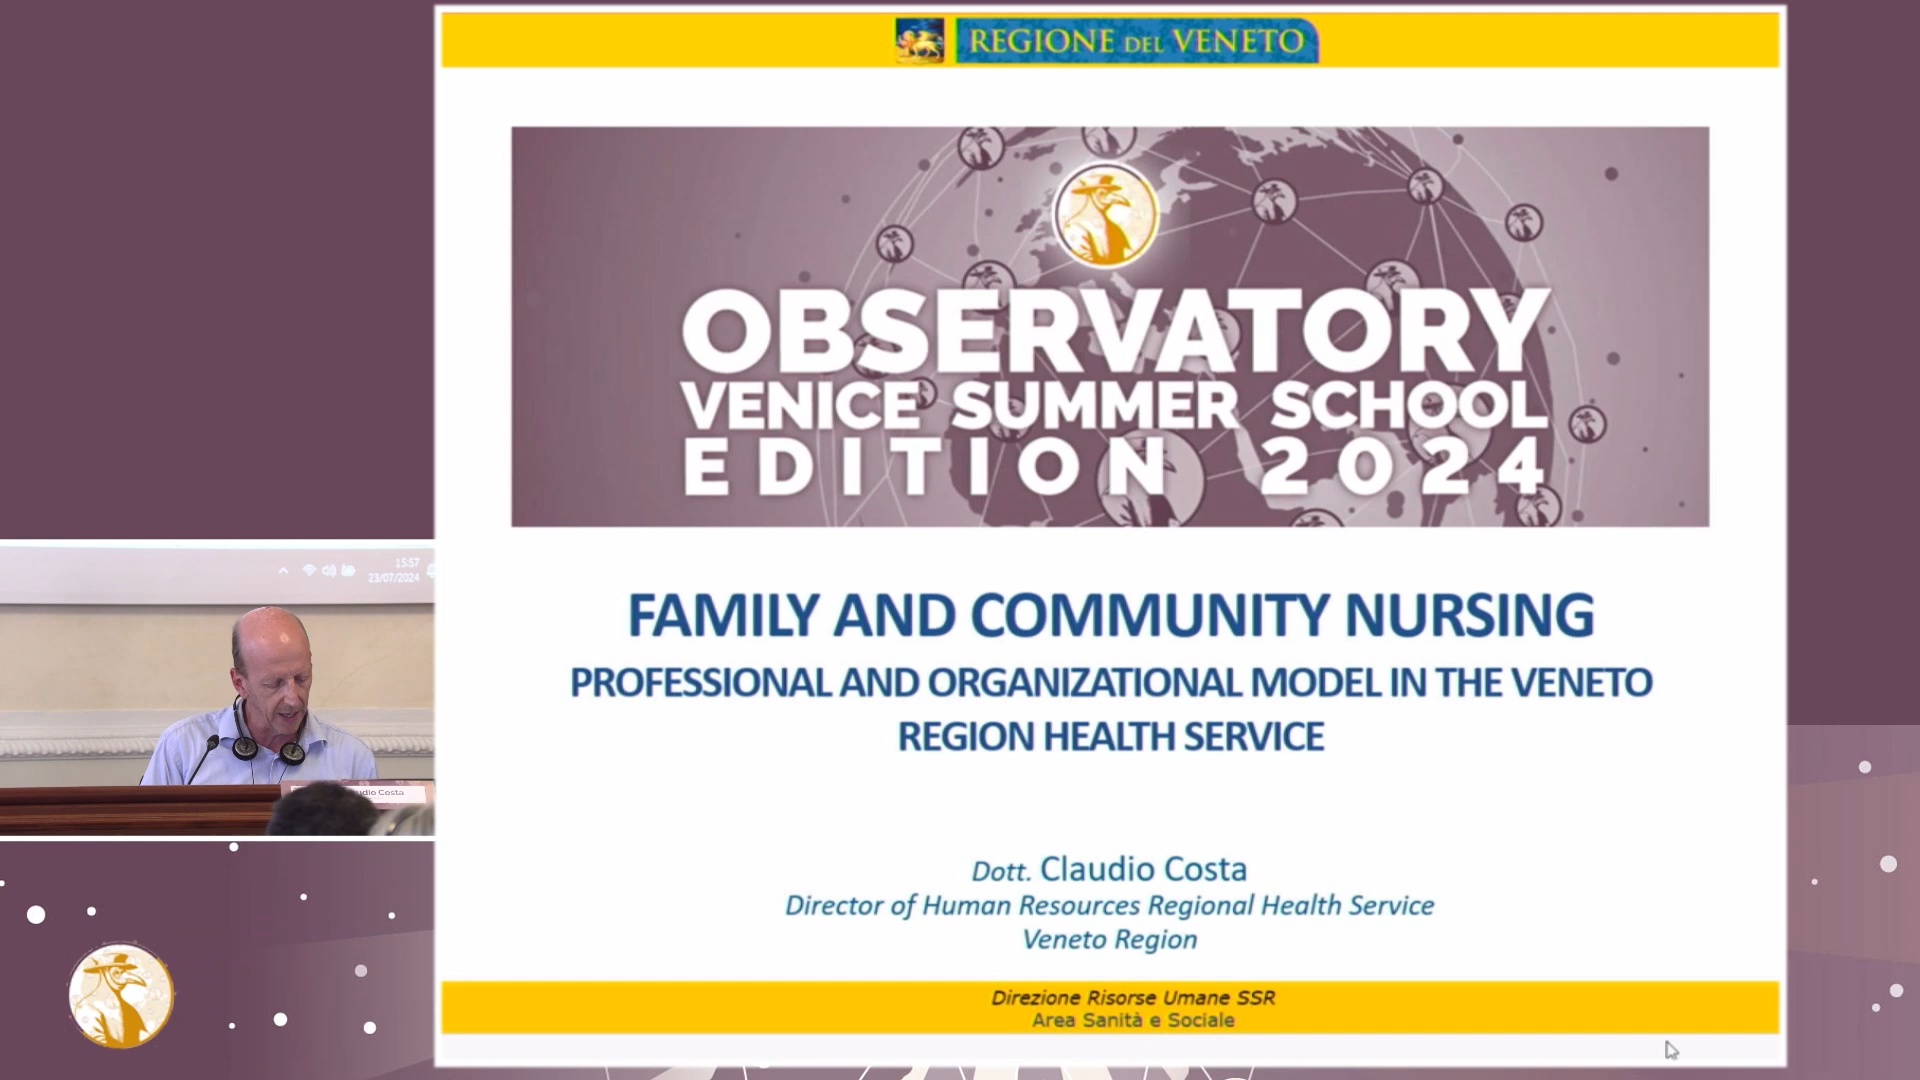 REGIONE DEL VENETO
OBSERVATORY
VENICE SUMMER SCHOOL
EDITION 2024
FAMILY AND COMMUNITY NURSING
PROFESSIONAL AND ORGANIZATIONAL MODEL IN THE VENETO
REGION HEALTH SERVICE
Dott. Claudio Costa
Director of Human Resources Regional Health Service
Veneto Region
Direzione Risorse Umane SSR
Area Sanità e Sociale
15:57
23/07/2024
Costa